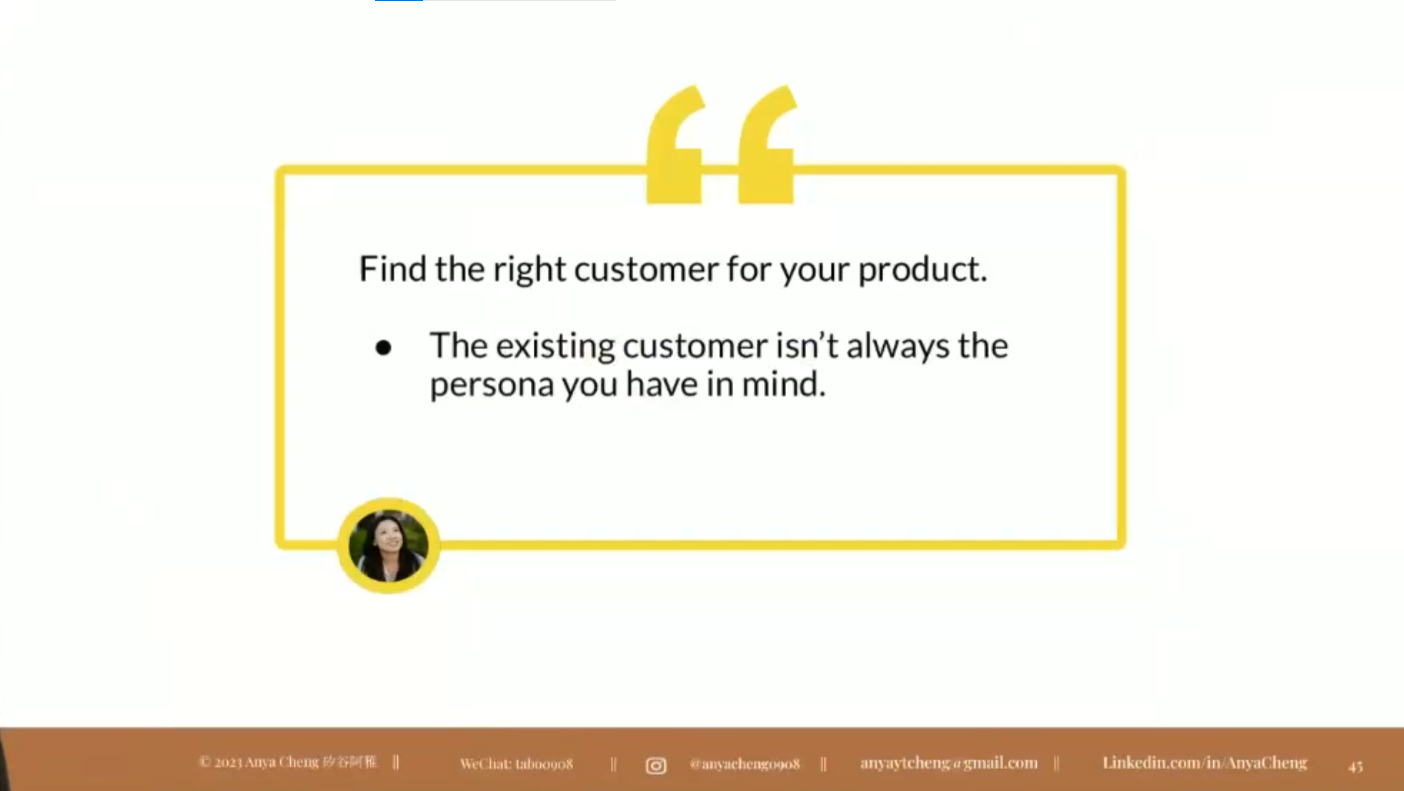 Find the right customer for your product.
● The existing customer isn't always the
persona you have in mind.
© 2023 Anya Cheng 矽谷阿雅 || WeChat: tab00908 || @anyacheng0908 || anyaytcheng@gmail.com || Linkedin.com/in/AnyaCheng 45